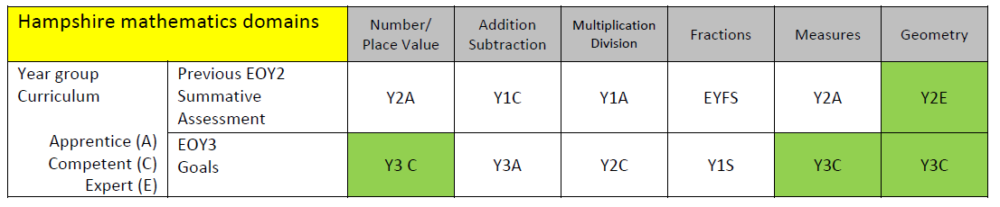 Hampshire mathematics domains
Number/
Place Value
Addition
Subtraction
Multiplication
Division
Fractions
Measures
Geometry
Year group
Curriculum
Previous EOY2
Summative
Assessment
Y2A
Y1C
Y1A
EYFS
Y2A
Y2E
Apprentice (A)
Competent (C)
Expert (E)
EOY3
Goals
Y3 C
Y3A
Y2C
Y1S
Y3C
Y3C